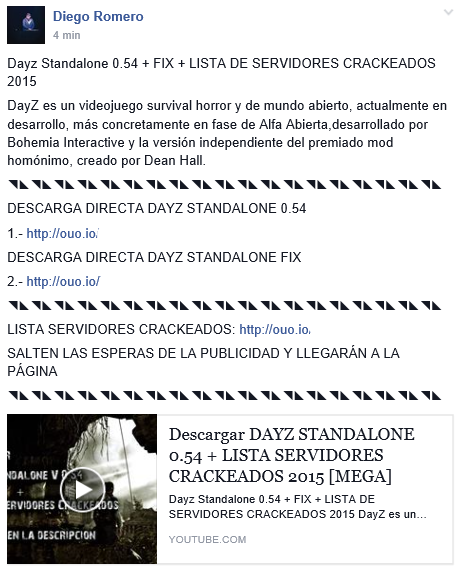 Diego Romero
4 min
Dayz Standalone 0.54 + FIX + LISTA DE SERVIDORES CRACKEADOS
2015
DayZ es un videojuego survival horror y de mundo abierto, actualmente en
desarrollo, más concretamente en fase de Alfa Abierta,desarrollado por
Bohemia Interactive y la versión independiente del premiado mod
homónimo, creado por Dean Hall.
DESCARGA DIRECTA DAYZ STANDALONE 0.54
1.- http://ouo.io/
DESCARGA DIRECTA DAYZ STANDALONE FIX
2.- http://ouo.io/
LISTA SERVIDORES CRACKEADOS: http://ouo.io/
SALTEN LAS ESPERAS DE LA PUBLICIDAD Y LLEGARÁN A LA
PÁGINA
NDALONE V 0.54
+
ERVIDORES CRACKEADOS
EN LA DESCRIPCION
Descargar DAYZ STANDALONE
0.54 + LISTA SERVIDORES
CRACKEADOS 2015 [MEGA]
Dayz Standalone 0.54 + FIX + LISTA DE
SERVIDORES CRACKEADOS 2015 DayZ es un...
YOUTUBE.COM